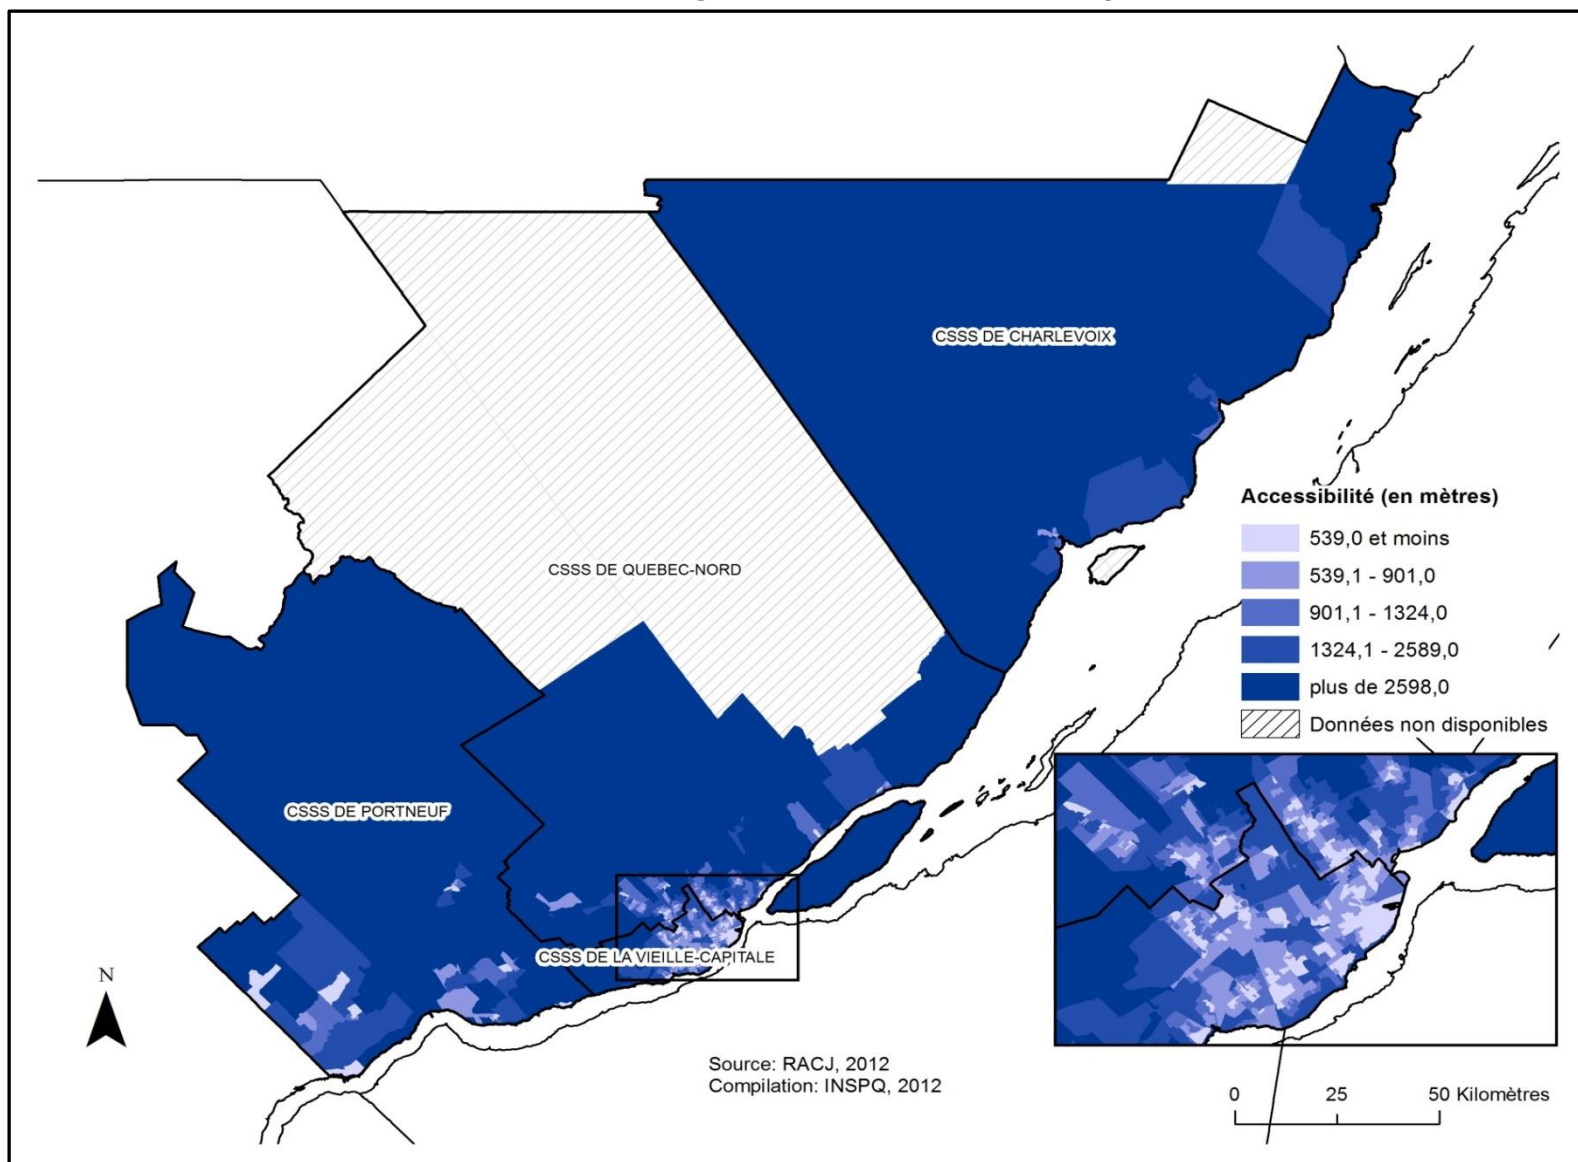 CSSS DE CHARLEVOIX
Accessibilité (en mètres)
539,0 et moins
539,1 - 901,0
901,1 - 1324,0
1324,1 - 2589,0
plus de 2598,0
Données non disponibles
CSSS DE QUEBEC-NORD
CSSS DE PORTNEUF
CSSS DE LA VIEILLE-CAPITALE
N
Source: RACJ, 2012
Compilation: INSPQ, 2012
0 25 50 Kilomètres